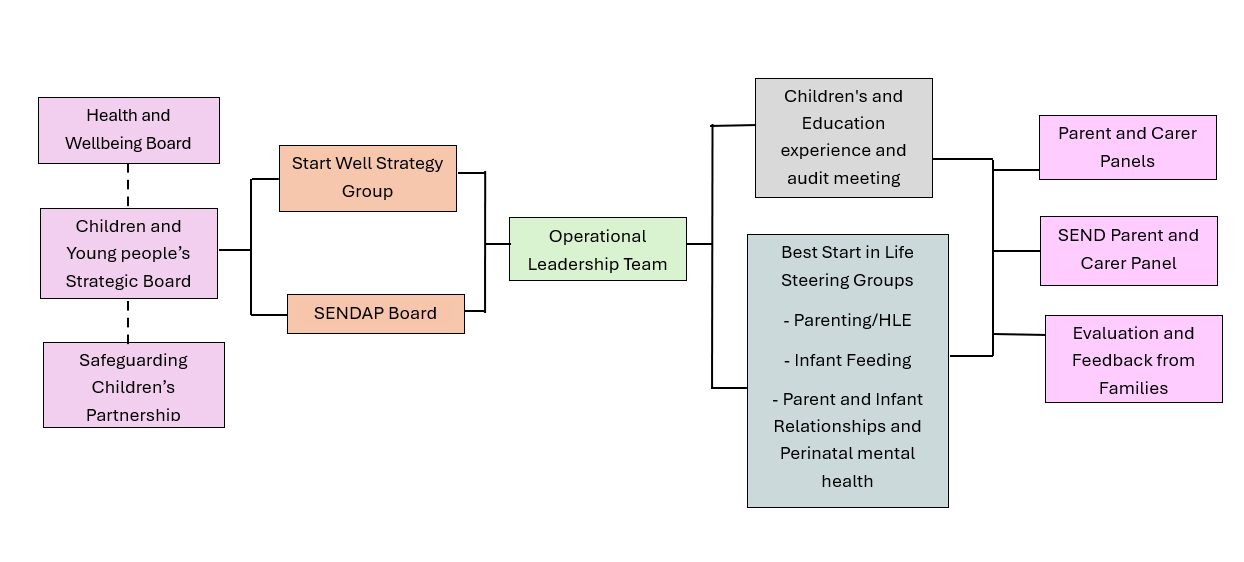 Health and
Wellbeing Board
Children and
Young people’s
Strategic Board
Safeguarding
Children’s
Partnership
Start Well Strategy
Group
SENDAP Board
Operational
Leadership Team
Children's and
Education
experience and
audit meeting
Best Start in Life
Steering Groups
- Parenting/HLE
- Infant Feeding
- Parent and Infant
Relationships and
Perinatal mental
health
Parent and Carer
Panels
SEND Parent and
Carer Panel
Evaluation and
Feedback from
Families